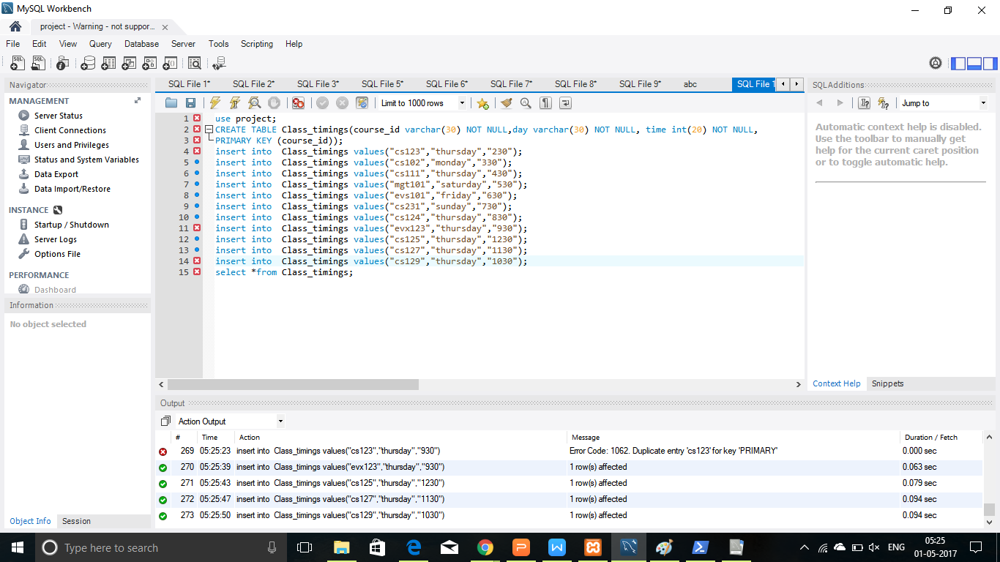 MySQL Workbench
project - Warning - not suppor...
File Edit View Query Database Server Tools Scripting Help
Navigator
MANAGEMENT
Server Status
Client Connections
Users and Privileges
Status and System Variables
Data Export
Data Import/Restore
INSTANCE
Startup / Shutdown
Server Logs
Options File
PERFORMANCE
Dashboard
Information
No object selected
Object Info Session
SQL File 1* SQL File 2* SQL File 3* SQL File 5* SQL File 6* SQL File 7* SQL File 8* SQL File 9* abc SQL File 1
Limit to 1000 rows
1 use project;
2 CREATE TABLE Class_timings(course_id varchar(30) NOT NULL,day varchar(30) NOT NULL, time int(20) NOT NULL,
3 PRIMARY KEY (course_id));
4 insert into  Class_timings values("cs123","thursday","230");
5 insert into  Class_timings values("cs102","monday","330");
6 insert into  Class_timings values("cs111","thursday","430");
7 insert into  Class_timings values("mgt101","saturday","530");
8 insert into  Class_timings values("evs101","friday","630");
9 insert into  Class_timings values("cs231","sunday","730");
10 insert into  Class_timings values("cs124","thursday","830");
11 insert into  Class_timings values("evx123","thursday","930");
12 insert into  Class_timings values("cs125","thursday","1230");
13 insert into  Class_timings values("cs127","thursday","1130");
14 insert into  Class_timings values("cs129","thursday","1030");
15 select *from Class_timings;
SQLAdditions
Jump to
Automatic context help is disabled.
Use the toolbar to manually get
help for the current caret position
or to toggle automatic help.
Context Help Snippets
Output
Action Output
# Time Action Message Duration / Fetch
269 05:25:23 insert into  Class_timings values("cs123","thursday","930") Error Code: 1062. Duplicate entry 'cs123' for key 'PRIMARY' 0.000 sec
270 05:25:39 insert into  Class_timings values("evx123","thursday","930") 1 row(s) affected 0.063 sec
271 05:25:43 insert into  Class_timings values("cs125","thursday","1230") 1 row(s) affected 0.079 sec
272 05:25:47 insert into  Class_timings values("cs127","thursday","1130") 1 row(s) affected 0.094 sec
273 05:25:50 insert into  Class_timings values("cs129","thursday","1030") 1 row(s) affected 0.094 sec
Type here to search
ENG
05:25
01-05-2017